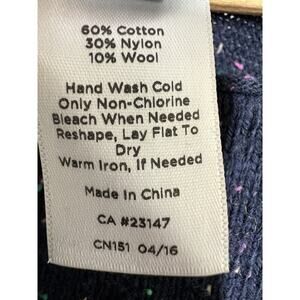 60% Cotton
30% Nylon
10% Wool
Hand Wash Cold
Only Non-Chlorine
Bleach When Needed
Reshape, Lay Flat To
Dry
Warm Iron, If Needed
Made in China
CA #23147
CN151 04/16